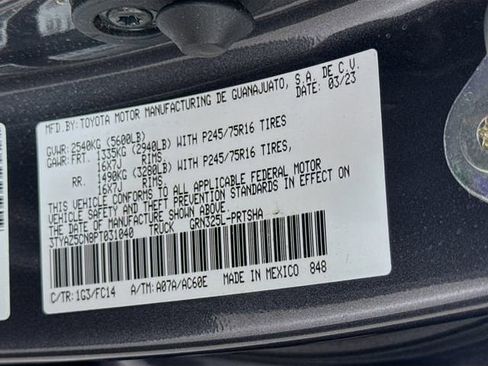 MFD.BY:TOYOTA MOTOR MANUFACTURING DE GUANAJUATO, S.A. DE C.V.
GVWR: 2540KG (5600LB) 03/23
GAWR:FRT. 1335KG (2940LB) WITH P245/75R16 TIRES
16X7J RIMS,
RR. 1490KG (3280LB) WITH P245/75R16 TIRES,
16X7J RIMS.
THIS VEHICLE CONFORMS TO ALL APPLICABLE FEDERAL MOTOR
VEHICLE SAFETY AND THEFT PREVENTION STANDARDS IN EFFECT ON
THE DATE OF MANUFACTURE SHOWN ABOVE.
3TYAZ5CN8PT031040 TRUCK GRN325L-PRTSHA
C/TR:1G3/FC14 A/TM:A07A/AC60E MADE IN MEXICO 848